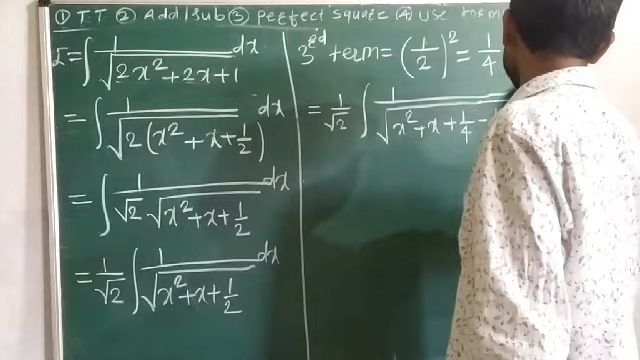 ① T.T ② Add/sub ③ Peefect square ④ Use
I = ∫ 1/√(2x²+2x+1) dx
= ∫ 1/√(2(x²+x+1/2)) dx
= ∫ 1/(√2 √(x²+x+1/2)) dx
= 1/√2 ∫ 1/√(x²+x+1/2) dx
3rd term = (1/2)² = 1/4
= 1/√2 ∫ 1/√(x²+x+1/4 -